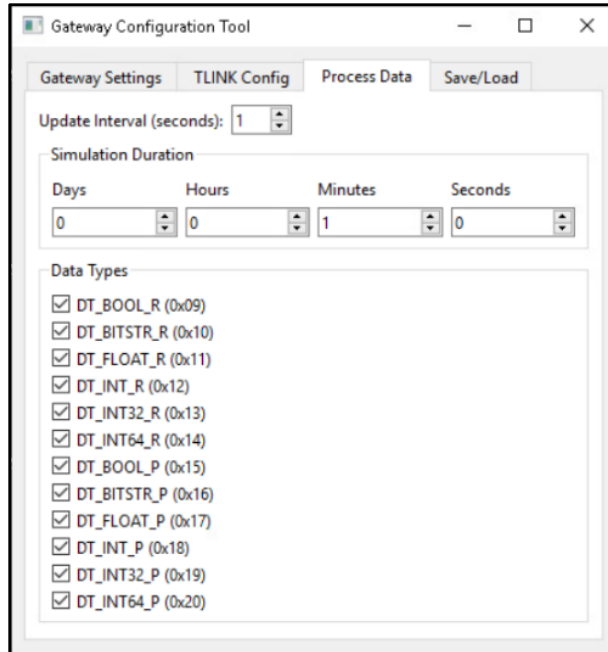 Gateway Configuration Tool
Gateway Settings TLINK Config Process Data Save/Load
Update Interval (seconds): 1
Simulation Duration
Days Hours Minutes Seconds
0 0 1 0
Data Types
DT_BOOL_R (0x09)
DT_BITSTR_R (0x10)
DT_FLOAT_R (0x11)
DT_INT_R (0x12)
DT_INT32_R (0x13)
DT_INT64_R (0x14)
DT_BOOL_P (0x15)
DT_BITSTR_P (0x16)
DT_FLOAT_P (0x17)
DT_INT_P (0x18)
DT_INT32_P (0x19)
DT_INT64_P (0x20)